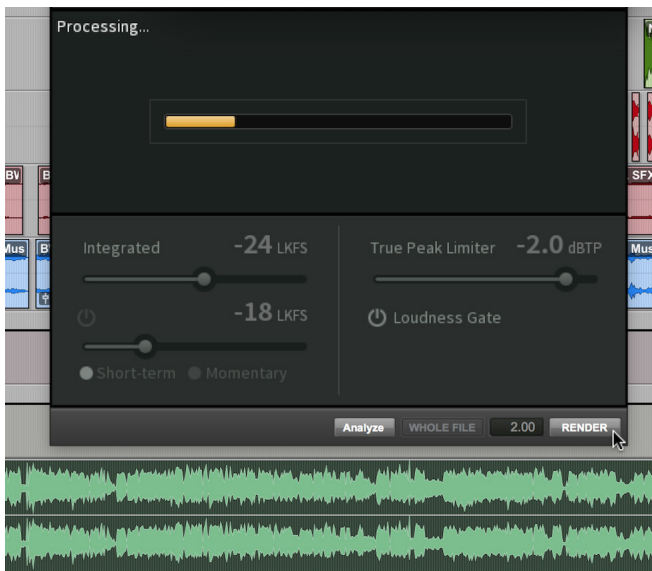 Processing...
BV
B
SFX
Integrated -24 LKFS
True Peak Limiter -2.0 dBTP
Mus
B
Mus
-18 LKFS
Loudness Gate
Short-term Momentary
Analyze WHOLE FILE 2.00 RENDER